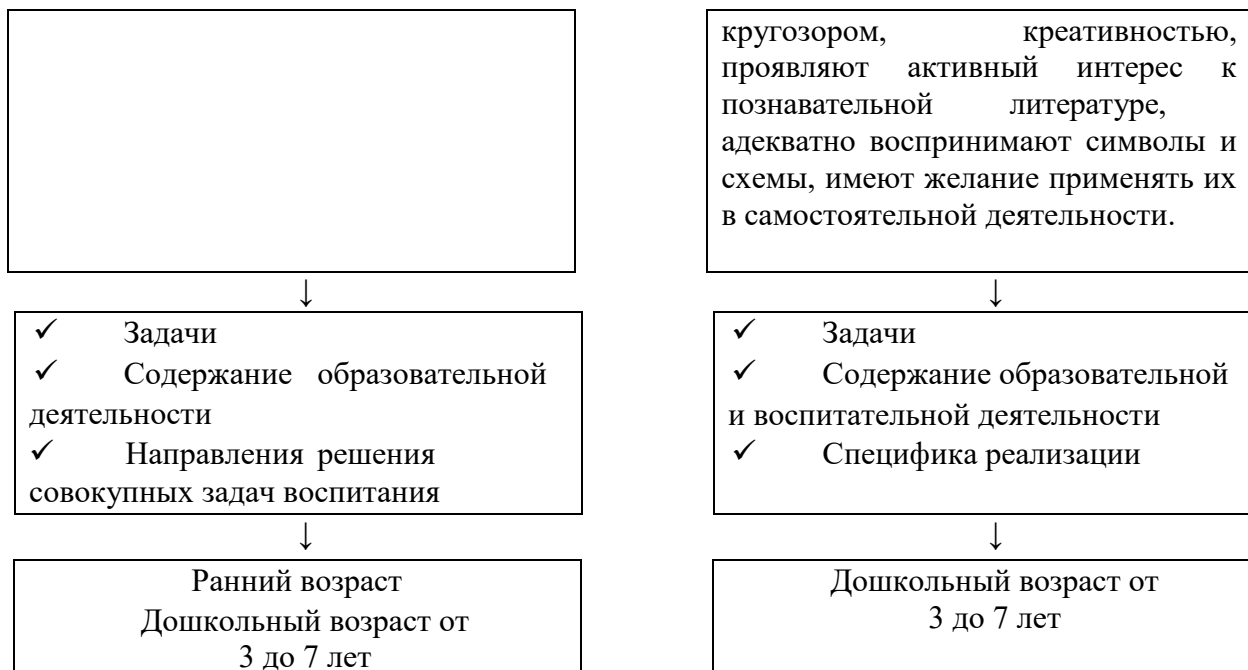 кругозором, креативностью,
проявляют активный интерес к
познавательной литературе,
адекватно воспринимают символы и
схемы, имеют желание применять их
в самостоятельной деятельности.
↓ ↓
✓ Задачи
✓ Содержание образовательной
деятельности
✓ Направления решения
совокупных задач воспитания
✓ Задачи
✓ Содержание образовательной
и воспитательной деятельности
✓ Специфика реализации
↓ ↓
Ранний возраст
Дошкольный возраст от
3 до 7 лет
Дошкольный возраст от
3 до 7 лет